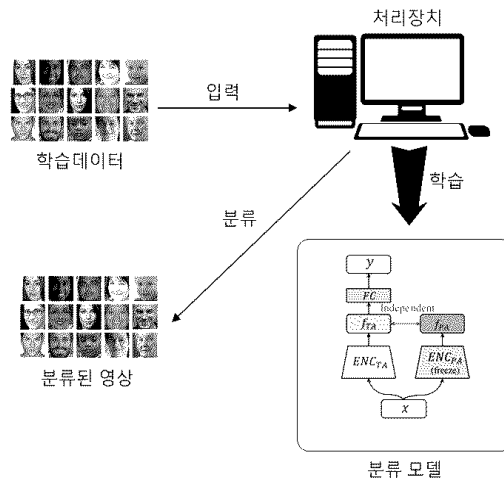 처리장치
입력
학습데이터
학습
분류
y
FC
Independent
f_TA
f_PA
ENC_TA
ENC_PA
(freeze)
x
분류된 영상
분류 모델